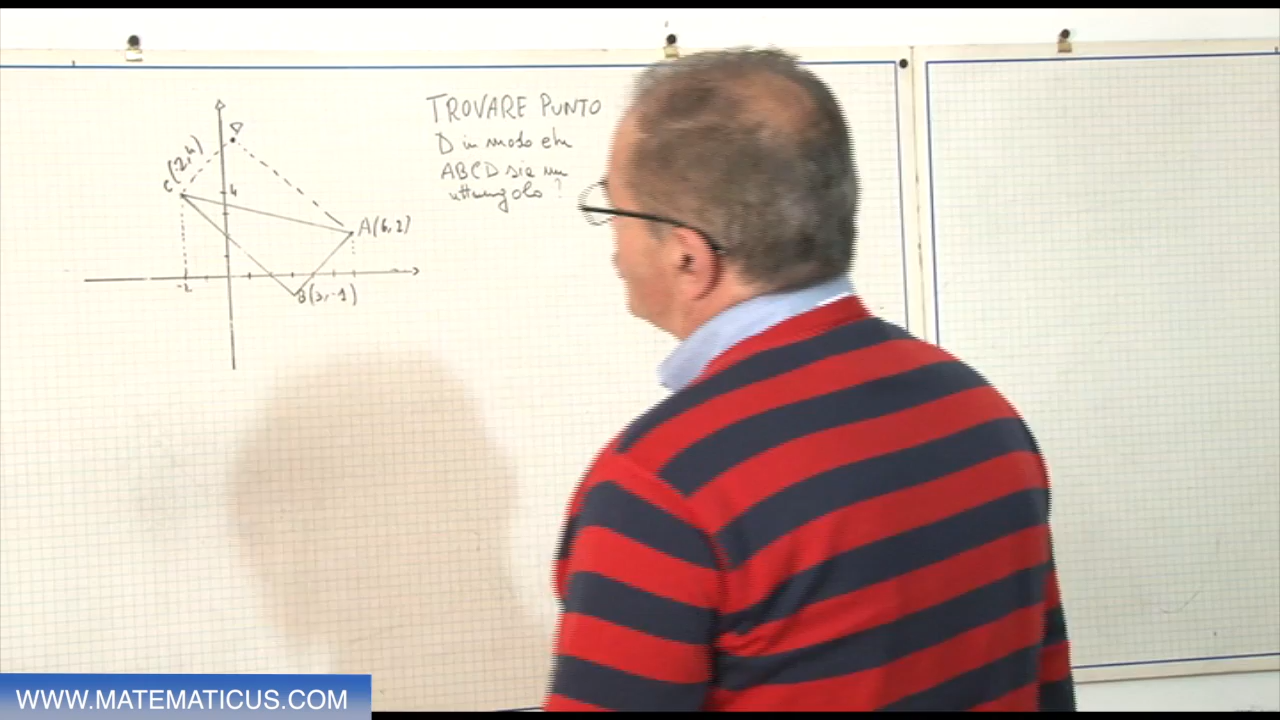 TROVARE PUNTO
D in modo che
ABCD sia un
rettangolo ?
D
C (-2,4)
4
A(6,2)
-2
B(3,-1)
WWW.MATEMATICUS.COM